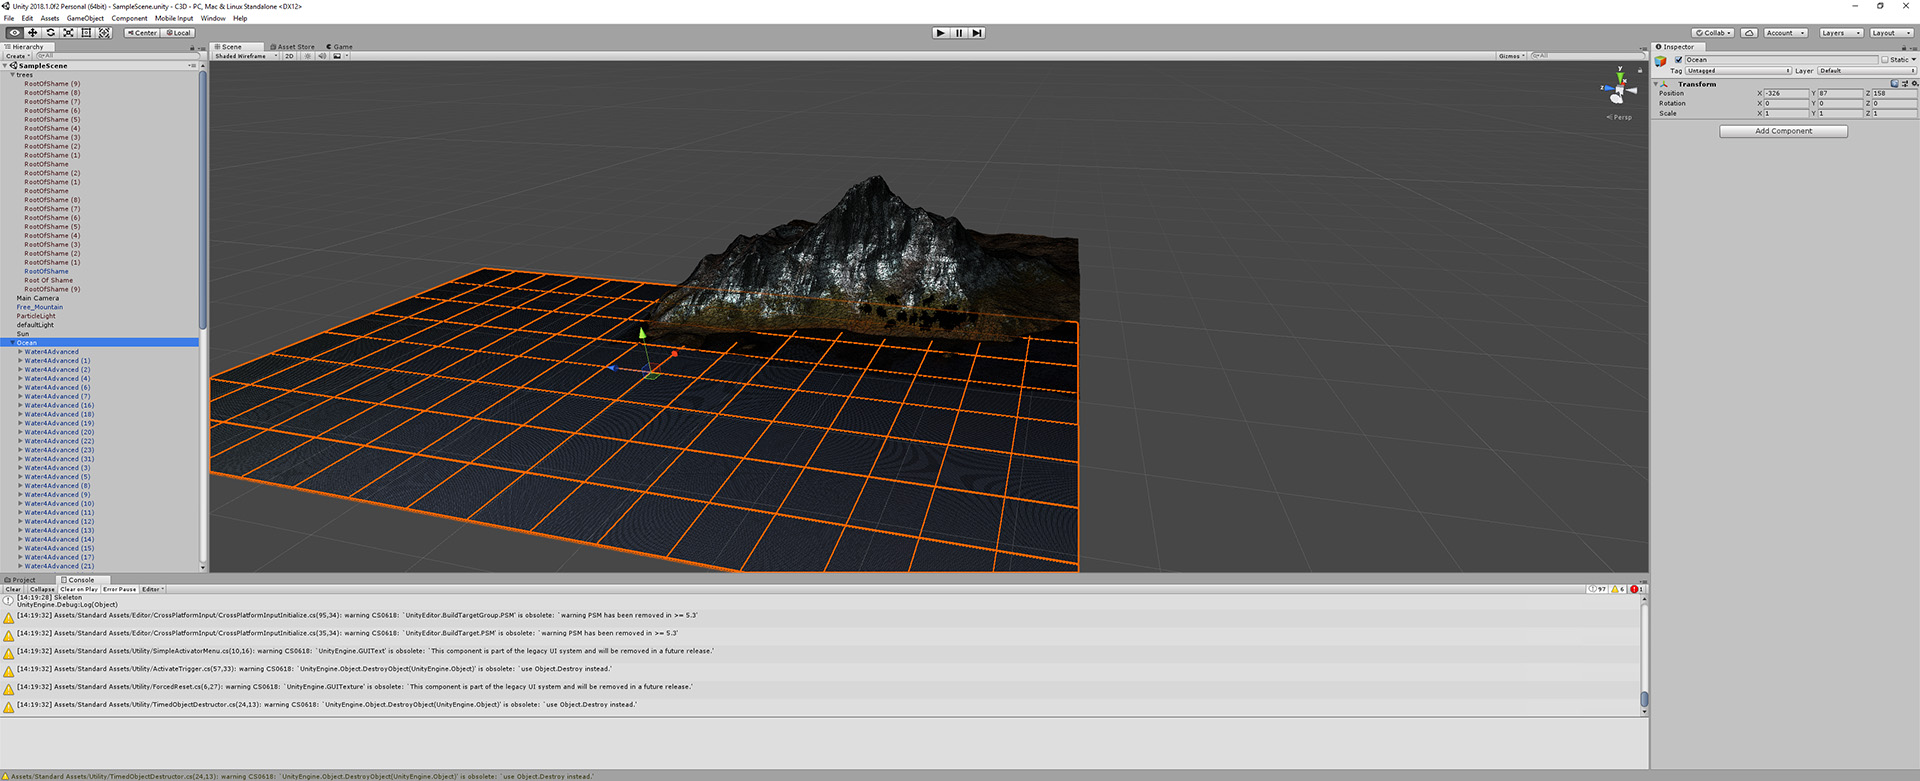 Unity 2018.1.0f2 Personal (64bit) - SampleScene.unity - C3D - PC, Mac & Linux Standalone <DX12>
File Edit Assets GameObject Component Mobile Input Window Help
Center Local
Collab Account Layers Layout
Hierarchy
Create All
SampleScene
trees
RootOfShame (9)
RootOfShame (8)
RootOfShame (7)
RootOfShame (6)
RootOfShame (5)
RootOfShame (4)
RootOfShame (3)
RootOfShame (2)
RootOfShame (1)
RootOfShame
RootOfShame (2)
RootOfShame (1)
RootOfShame
RootOfShame (8)
RootOfShame (7)
RootOfShame (6)
RootOfShame (5)
RootOfShame (4)
RootOfShame (3)
RootOfShame (2)
RootOfShame (1)
RootOfShame
Root Of Shame
RootOfShame (9)
Main Camera
Free_Mountain
ParticleLight
defaultLight
Sun
Ocean
Water4Advanced
Water4Advanced (1)
Water4Advanced (2)
Water4Advanced (4)
Water4Advanced (6)
Water4Advanced (7)
Water4Advanced (16)
Water4Advanced (18)
Water4Advanced (19)
Water4Advanced (20)
Water4Advanced (22)
Water4Advanced (23)
Water4Advanced (31)
Water4Advanced (3)
Water4Advanced (5)
Water4Advanced (8)
Water4Advanced (9)
Water4Advanced (10)
Water4Advanced (11)
Water4Advanced (12)
Water4Advanced (13)
Water4Advanced (14)
Water4Advanced (15)
Water4Advanced (17)
Water4Advanced (21)
Scene Asset Store Game
Shaded Wireframe 2D Gizmos All
y
x
z
Persp
Inspector
Ocean Static
Tag Untagged Layer Default
Transform
Position X -326 Y 87 Z 158
Rotation X 0 Y 0 Z 0
Scale X 1 Y 1 Z 1
Add Component
Project Console
Clear Collapse Clear on Play Error Pause Editor 97 6 1
[14:19:28] Skeleton
UnityEngine.Debug:Log(Object)
[14:19:32] Assets/Standard Assets/Editor/CrossPlatformInput/CrossPlatformInputInitialize.cs(95,34): warning CS0618: `UnityEditor.BuildTargetGroup.PSM' is obsolete: `warning PSM has been removed in >= 5.3'
[14:19:32] Assets/Standard Assets/Editor/CrossPlatformInput/CrossPlatformInputInitialize.cs(35,34): warning CS0618: `UnityEditor.BuildTarget.PSM' is obsolete: `warning PSM has been removed in >= 5.3'
[14:19:32] Assets/Standard Assets/Utility/SimpleActivatorMenu.cs(10,16): warning CS0618: `UnityEngine.GUIText' is obsolete: `This component is part of the legacy UI system and will be removed in a future release.'
[14:19:32] Assets/Standard Assets/Utility/ActivateTrigger.cs(57,33): warning CS0618: `UnityEngine.Object.DestroyObject(UnityEngine.Object)' is obsolete: `use Object.Destroy instead.'
[14:19:32] Assets/Standard Assets/Utility/ForcedReset.cs(6,27): warning CS0618: `UnityEngine.GUITexture' is obsolete: `This component is part of the legacy UI system and will be removed in a future release.'
[14:19:32] Assets/Standard Assets/Utility/TimedObjectDestructor.cs(24,13): warning CS0618: `UnityEngine.Object.DestroyObject(UnityEngine.Object)' is obsolete: `use Object.Destroy instead.'
Assets/Standard Assets/Utility/TimedObjectDestructor.cs(24,13): warning CS0618: `UnityEngine.Object.DestroyObject(UnityEngine.Object)' is obsolete: `use Object.Destroy instead.'